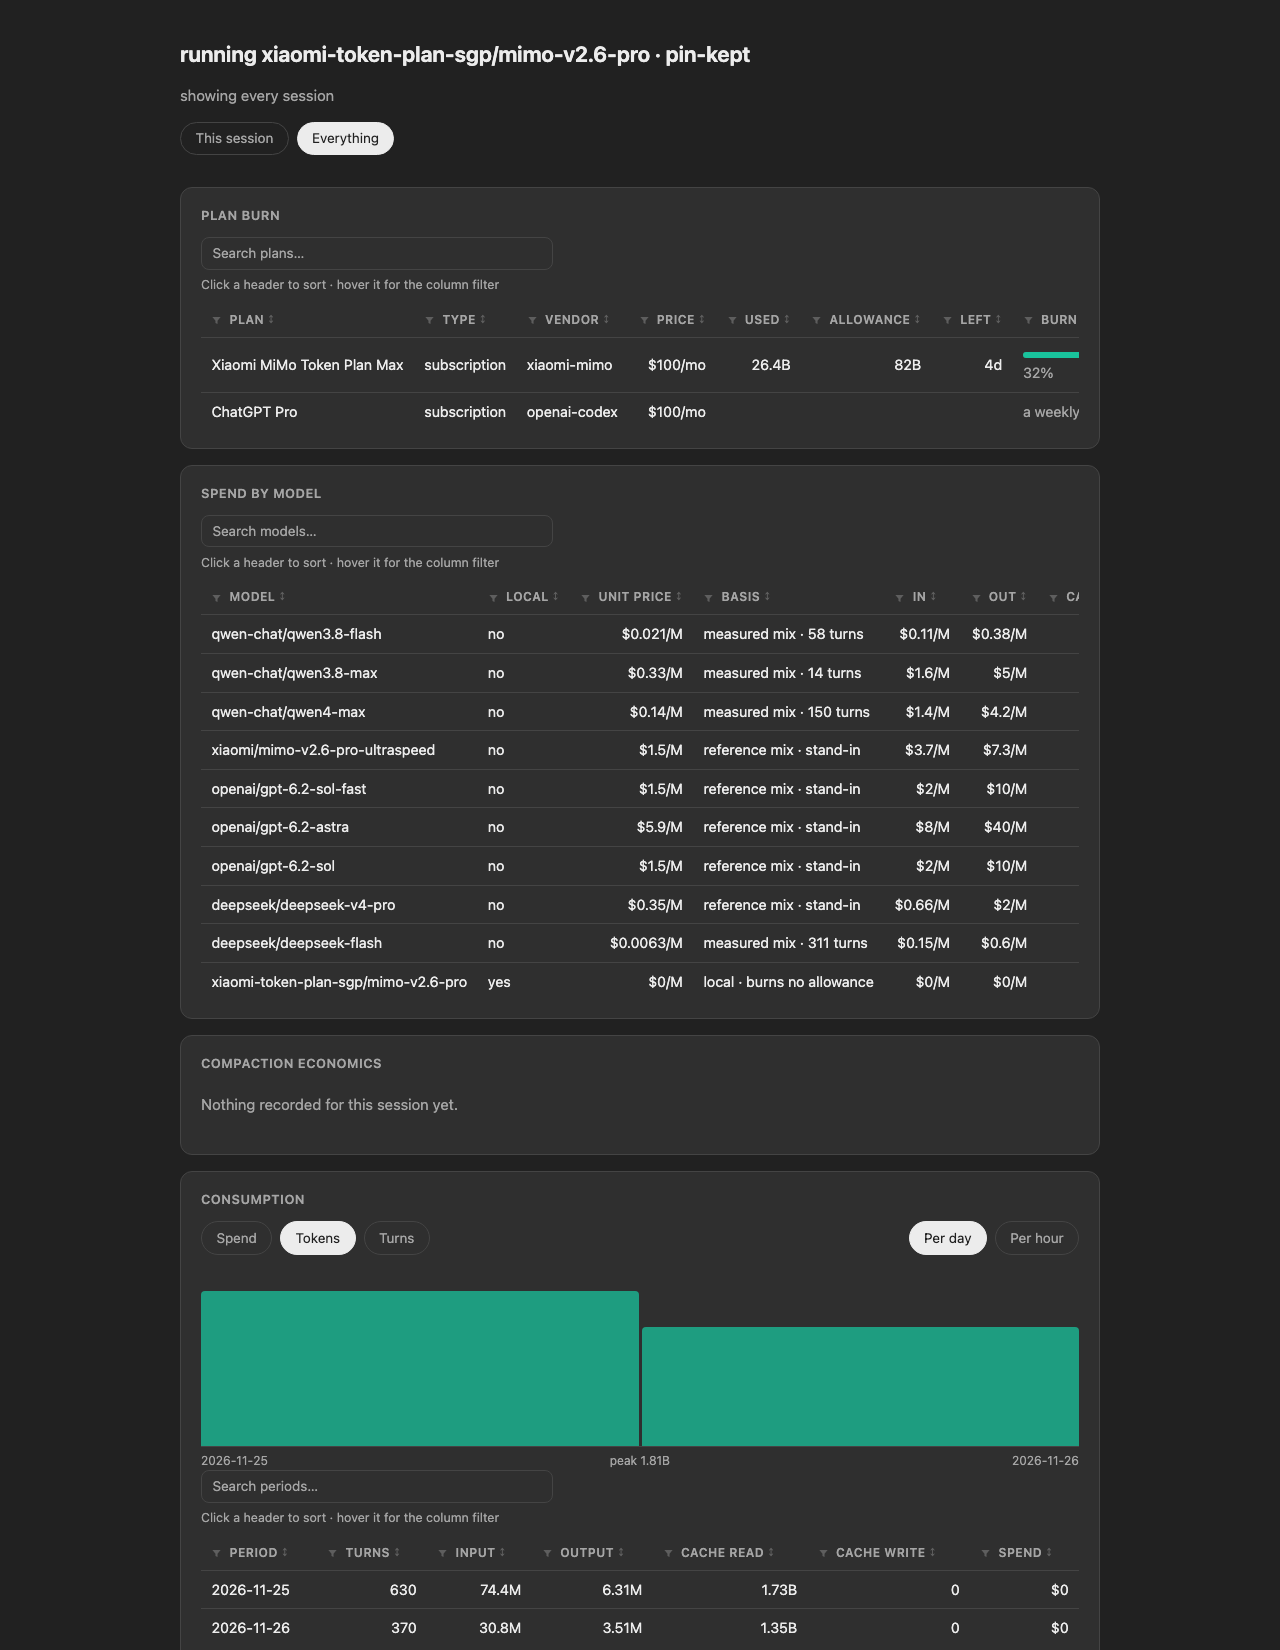 running xiaomi-token-plan-sgp/mimo-v2.6-pro · pin-kept
showing every session
This session Everything
PLAN BURN
Search plans...
Click a header to sort · hover it for the column filter
PLAN TYPE VENDOR PRICE USED ALLOWANCE LEFT BURN
Xiaomi MiMo Token Plan Max subscription xiaomi-mimo $100/mo 26.4B 82B 4d 32%
ChatGPT Pro subscription openai-codex $100/mo a weekly
SPEND BY MODEL
Search models...
Click a header to sort · hover it for the column filter
MODEL LOCAL UNIT PRICE BASIS IN OUT
qwen-chat/qwen3.8-flash no $0.021/M measured mix · 58 turns $0.11/M $0.38/M
qwen-chat/qwen3.8-max no $0.33/M measured mix · 14 turns $1.6/M $5/M
qwen-chat/qwen4-max no $0.14/M measured mix · 150 turns $1.4/M $4.2/M
xiaomi/mimo-v2.6-pro-ultraspeed no $1.5/M reference mix · stand-in $3.7/M $7.3/M
openai/gpt-6.2-sol-fast no $1.5/M reference mix · stand-in $2/M $10/M
openai/gpt-6.2-astra no $5.9/M reference mix · stand-in $8/M $40/M
openai/gpt-6.2-sol no $1.5/M reference mix · stand-in $2/M $10/M
deepseek/deepseek-v4-pro no $0.35/M reference mix · stand-in $0.66/M $2/M
deepseek/deepseek-flash no $0.0063/M measured mix · 311 turns $0.15/M $0.6/M
xiaomi-token-plan-sgp/mimo-v2.6-pro yes $0/M local · burns no allowance $0/M $0/M
COMPACTION ECONOMICS
Nothing recorded for this session yet.
CONSUMPTION
Spend Tokens Turns Per day Per hour
2026-11-25 peak 1.81B 2026-11-26
Search periods...
Click a header to sort · hover it for the column filter
PERIOD TURNS INPUT OUTPUT CACHE READ CACHE WRITE SPEND
2026-11-25 630 74.4M 6.31M 1.73B 0 $0
2026-11-26 370 30.8M 3.51M 1.35B 0 $0